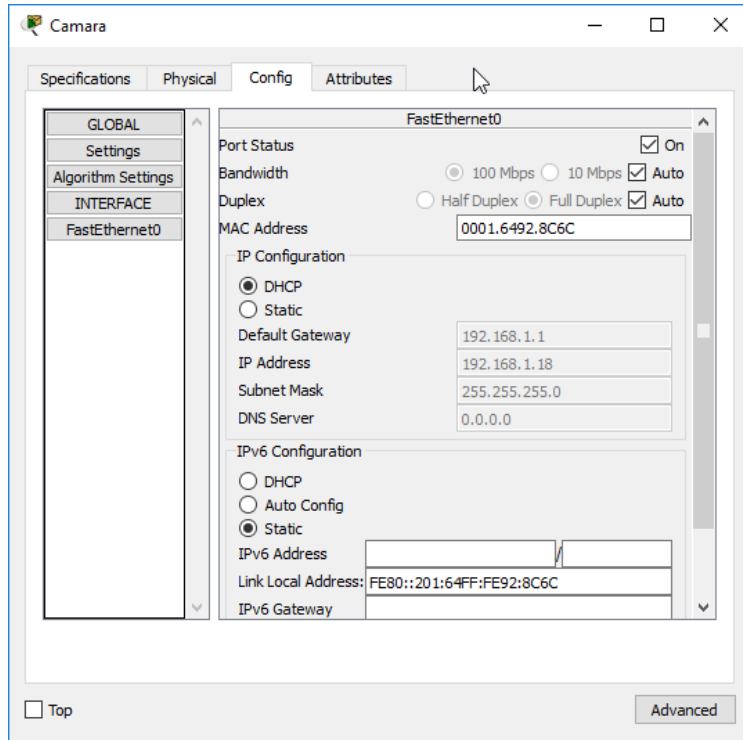 Camara
Specifications Physical Config Attributes
GLOBAL
Settings
Algorithm Settings
INTERFACE
FastEthernet0
FastEthernet0
Port Status On
Bandwidth 100 Mbps 10 Mbps Auto
Duplex Half Duplex Full Duplex Auto
MAC Address 0001.6492.8C6C
IP Configuration
DHCP
Static
Default Gateway 192.168.1.1
IP Address 192.168.1.18
Subnet Mask 255.255.255.0
DNS Server 0.0.0.0
IPv6 Configuration
DHCP
Auto Config
Static
IPv6 Address /
Link Local Address: FE80::201:64FF:FE92:8C6C
IPv6 Gateway
Top Advanced